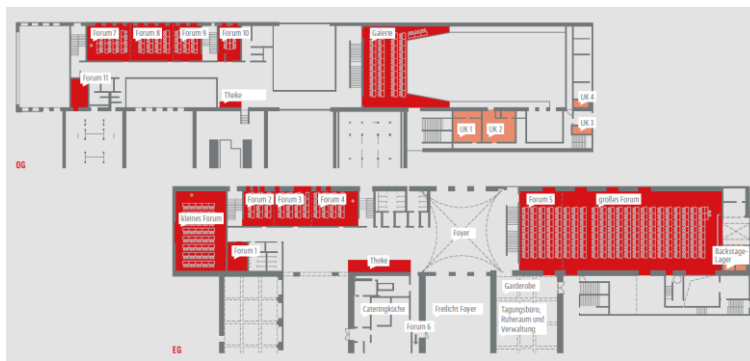 Forum 7
Forum 8
Forum 9
Forum 10
Galerie
Forum 11
Theke
UK 4
UK 3
UK 1
UK 2
OG
Forum 2
Forum 3
Forum 4
Forum 5
großes Forum
kleines Forum
Foyer
Forum 1
Backstage-
Lager
Theke
Garderobe
Cateringküche
Freilicht Foyer
Tagungsbüro,
Ruheraum und
Verwaltung
Forum 6
EG